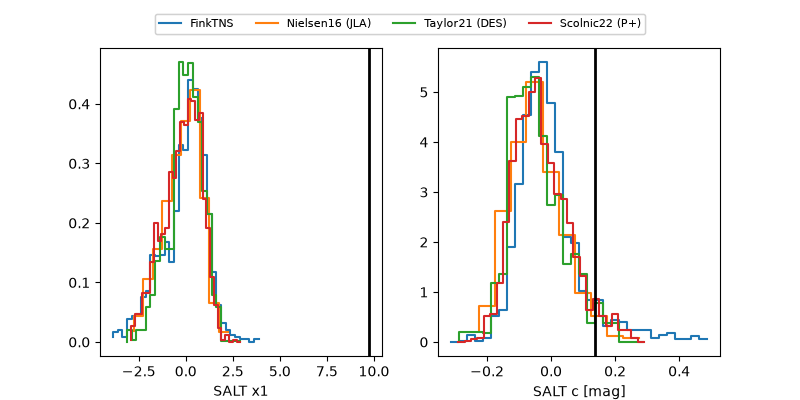 FinkTNS Nielsen16 (JLA) Taylor21 (DES) Scolnic22 (P+)
0.4
0.3
0.2
0.1
0.0
−2.5 0.0 2.5 5.0 7.5 10.0
SALT x1
5
4
3
2
1
0
−0.2 0.0 0.2 0.4
SALT c [mag]